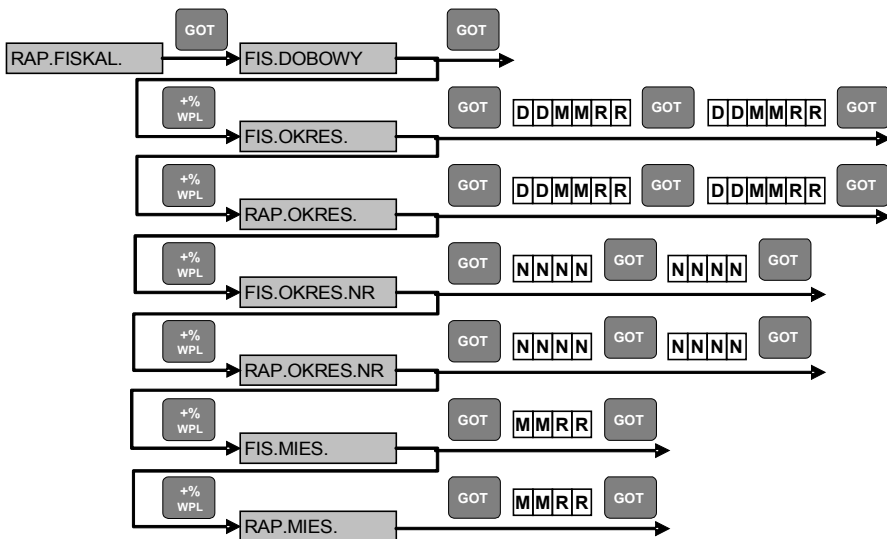 GOT GOT
RAP.FISKAL. FIS.DOBOWY
+% WPL GOT DDMMRR GOT DDMMRR GOT
FIS.OKRES.
+% WPL GOT DDMMRR GOT DDMMRR GOT
RAP.OKRES.
+% WPL GOT NNNN GOT NNNN GOT
FIS.OKRES.NR
+% WPL GOT NNNN GOT NNNN GOT
RAP.OKRES.NR
+% WPL GOT MMRR GOT
FIS.MIES.
+% WPL GOT MMRR GOT
RAP.MIES.